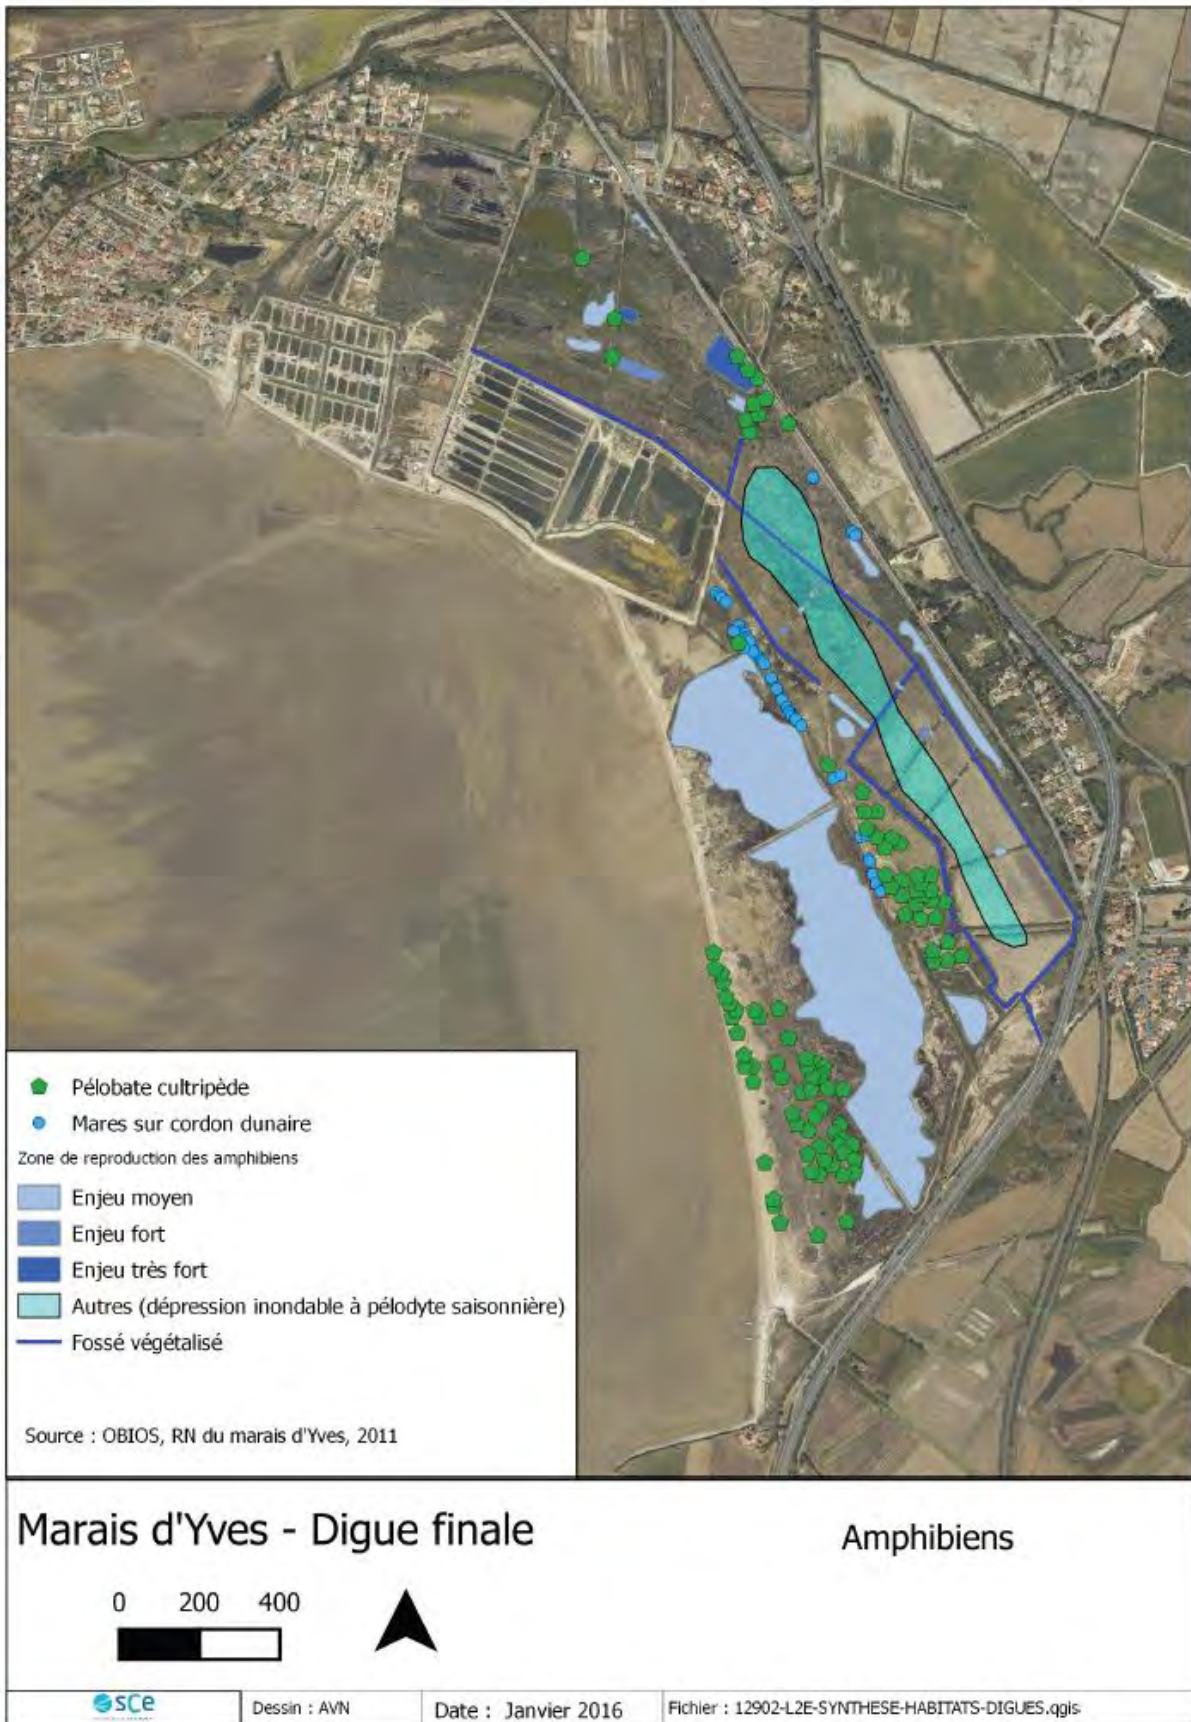 Pélobate cultripède
Mares sur cordon dunaire
Zone de reproduction des amphibiens
Enjeu moyen
Enjeu fort
Enjeu très fort
Autres (dépression inondable à pélodyte saisonnière)
Fossé végétalisé
Source : OBIOS, RN du marais d'Yves, 2011
Marais d'Yves - Digue finale
Amphibiens
0 200 400
sce
Dessin : AVN
Date : Janvier 2016
Fichier : 12902-L2E-SYNTHESE-HABITATS-DIGUES.qgis